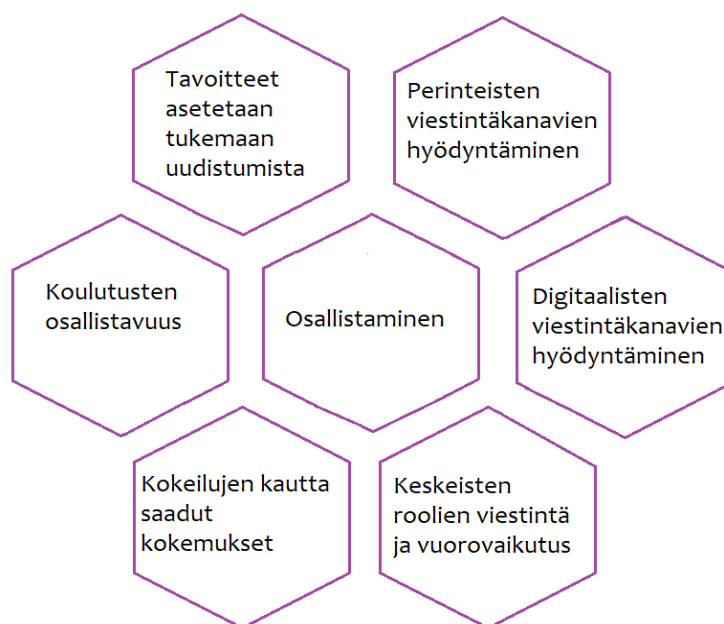 Tavoitteet
asetetaan
tukemaan
uudistumista
Perinteisten
viestintäkanavien
hyödyntäminen
Koulutusten
osallistavuus
Osallistaminen
Digitaalisten
viestintäkanavien
hyödyntäminen
Kokeilujen kautta
saadut
kokemukset
Keskeisten
roolien viestintä
ja vuorovaikutus